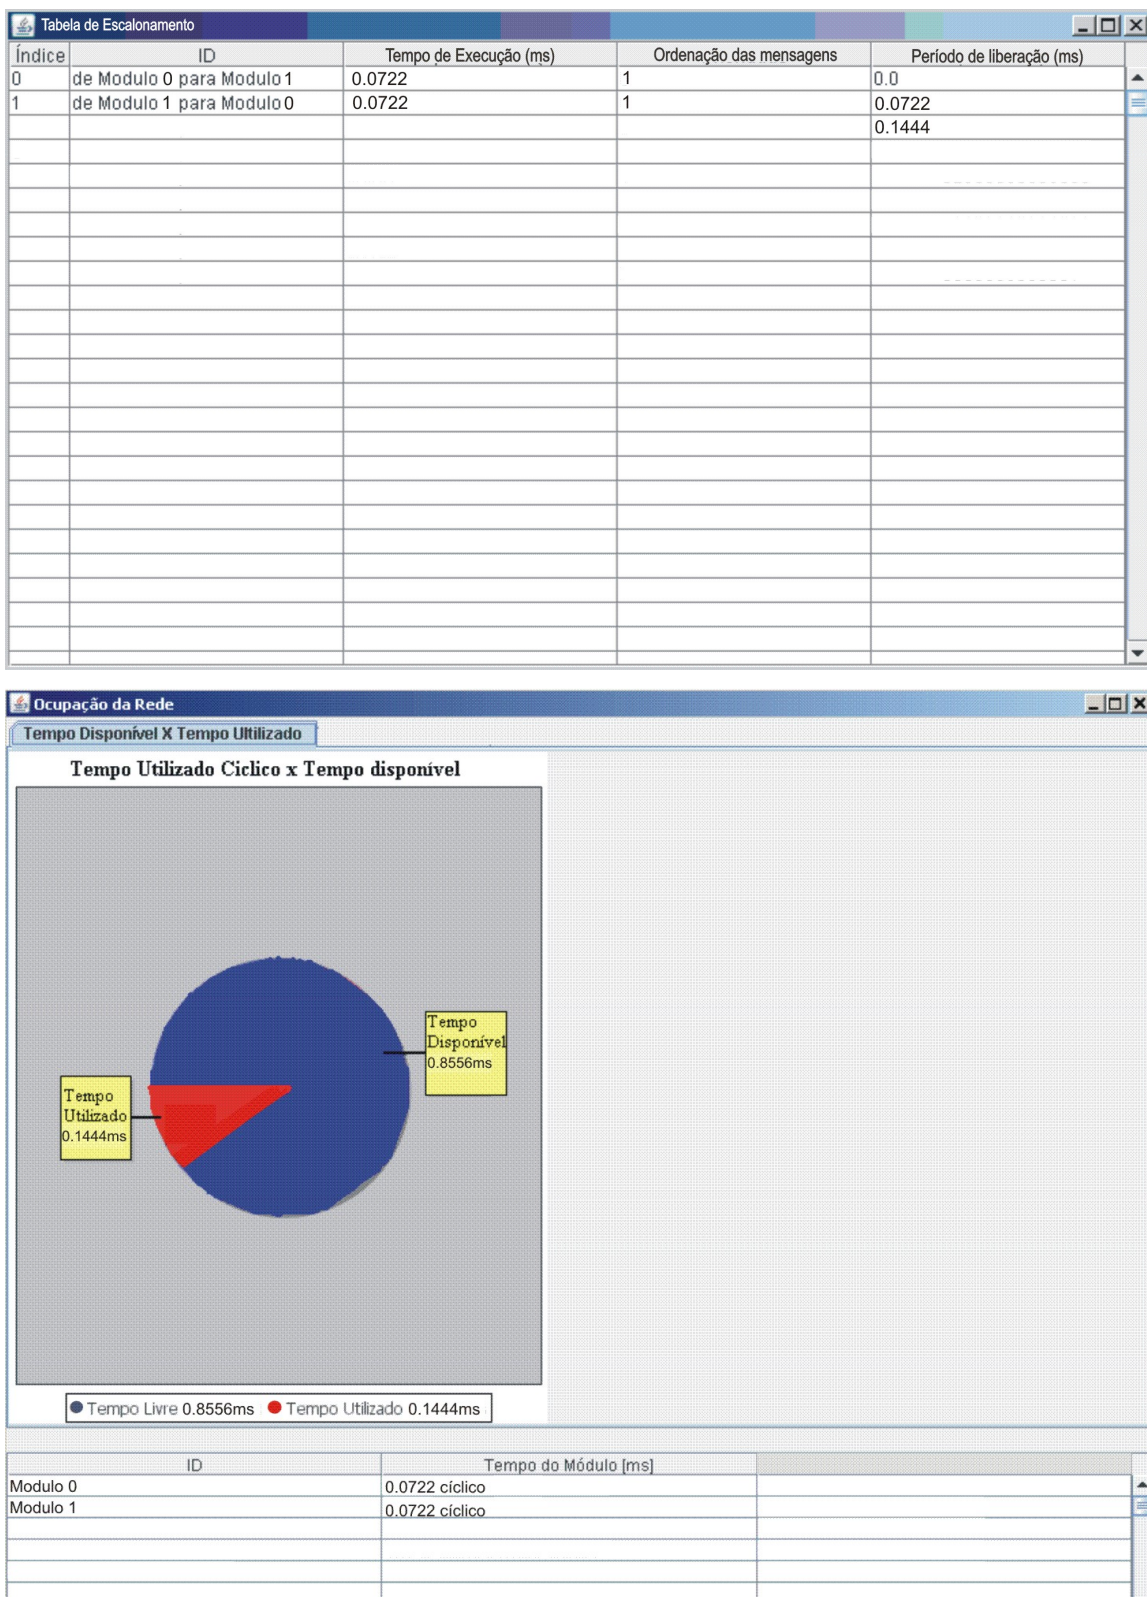 Tabela de Escalonamento
Índice ID Tempo de Execução (ms) Ordenação das mensagens Período de liberação (ms)
0 de Modulo 0 para Modulo 1 0.0722 1 0.0
1 de Modulo 1 para Modulo 0 0.0722 1 0.0722
0.1444
Ocupação da Rede
Tempo Disponível X Tempo Ultilizado
Tempo Utilizado Ciclico x Tempo disponível
Tempo
Disponível
0.8556ms
Tempo
Utilizado
0.1444ms
Tempo Livre 0.8556ms Tempo Utilizado 0.1444ms
ID Tempo do Módulo [ms]
Modulo 0 0.0722 cíclico
Modulo 1 0.0722 cíclico